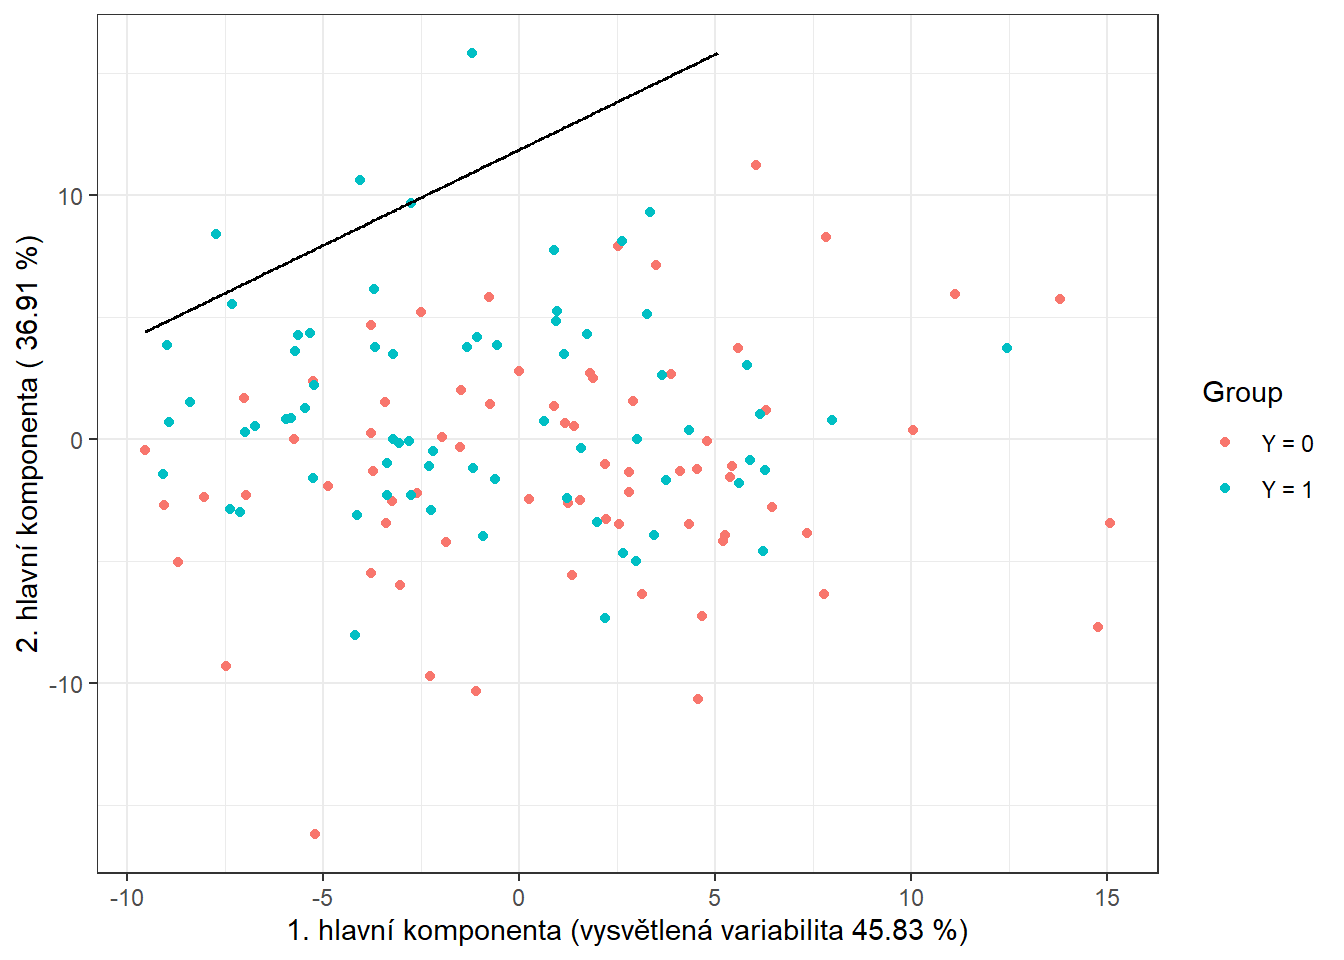 2. hlavní komponenta ( 36.91 %)
10
0
-10
-10
-5
0
5
10
15
1. hlavní komponenta (vysvětlená variabilita 45.83 %)
Group
Y = 0
Y = 1